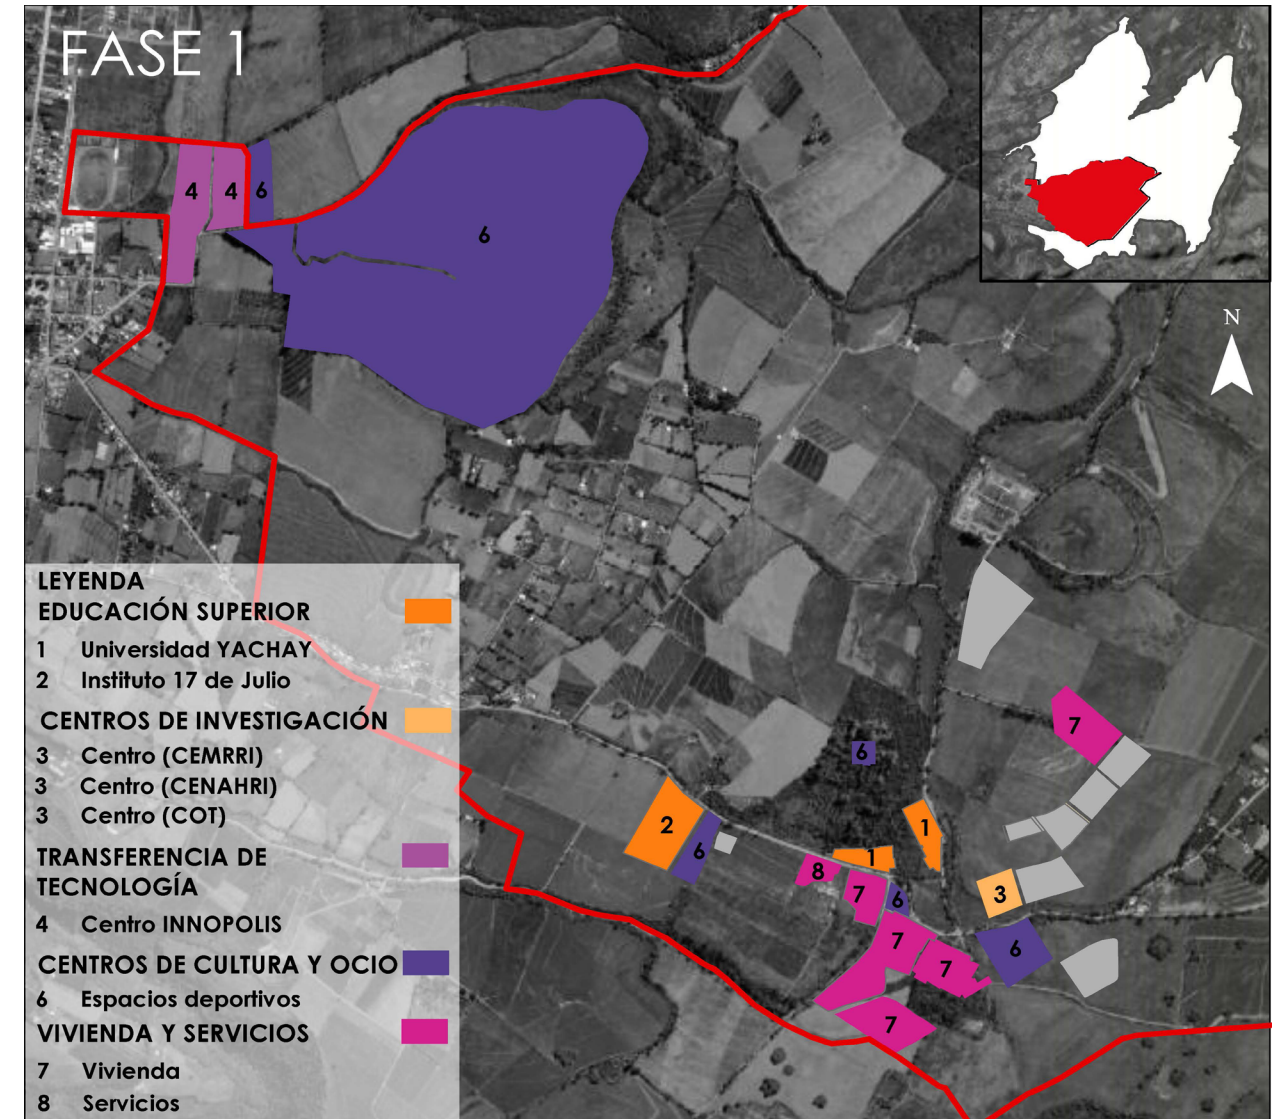 FASE 1
N
4
4
6
6
7
6
2
6
1
1
8
7
6
3
7
7
6
7
LEYENDA
EDUCACIÓN SUPERIOR
1 Universidad YACHAY
2 Instituto 17 de Julio
CENTROS DE INVESTIGACIÓN
3 Centro (CEMRRI)
3 Centro (CENAHRI)
3 Centro (COT)
TRANSFERENCIA DE
TECNOLOGÍA
4 Centro INNOPOLIS
CENTROS DE CULTURA Y OCIO
6 Espacios deportivos
VIVIENDA Y SERVICIOS
7 Vivienda
8 Servicios